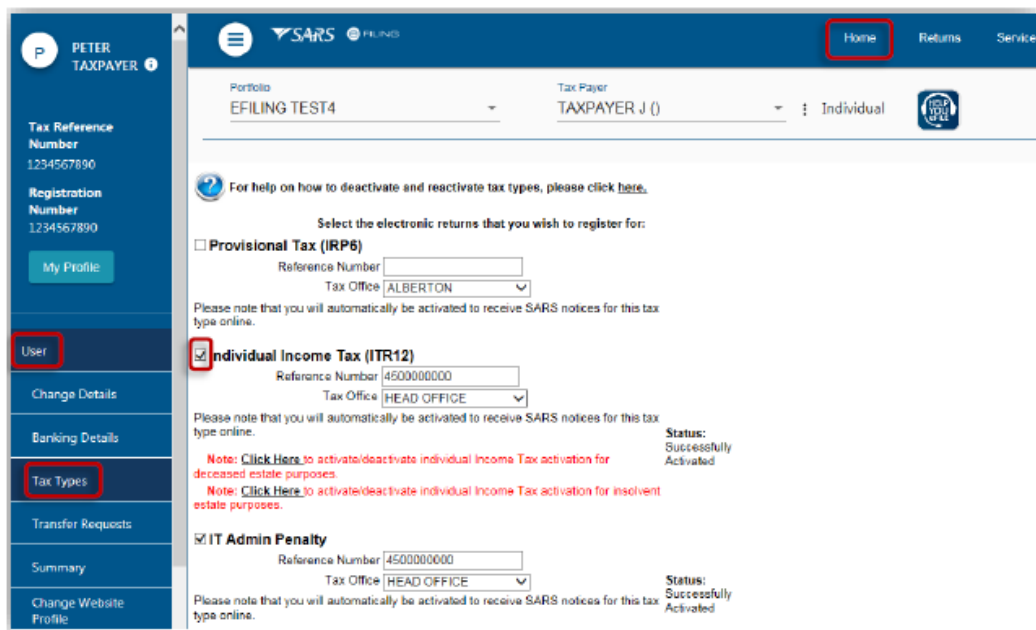 P
PETER
TAXPAYER
Tax Reference
Number
1234567890
Registration
Number
1234567890
My Profile
User
Change Details
Banking Details
Tax Types
Transfer Requests
Summary
Change Website
Profile
SARS eFILING
Home
Returns
Service
Portfolio
EFILING TEST4
Tax Payer
TAXPAYER J ()
Individual
HELP
YOU
eFILE
For help on how to deactivate and reactivate tax types, please click here.
Select the electronic returns that you wish to register for:
Provisional Tax (IRP6)
Reference Number
Tax Office ALBERTON
Please note that you will automatically be activated to receive SARS notices for this tax
type online.
Individual Income Tax (ITR12)
Reference Number 4500000000
Tax Office HEAD OFFICE
Please note that you will automatically be activated to receive SARS notices for this tax
type online.
Status:
Successfully
Activated
Note: Click Here to activate/deactivate individual Income Tax activation for
deceased estate purposes.
Note: Click Here to activate/deactivate individual Income Tax activation for insolvent
estate purposes.
IT Admin Penalty
Reference Number 4500000000
Tax Office HEAD OFFICE
Please note that you will automatically be activated to receive SARS notices for this tax
type online.
Status:
Successfully
Activated